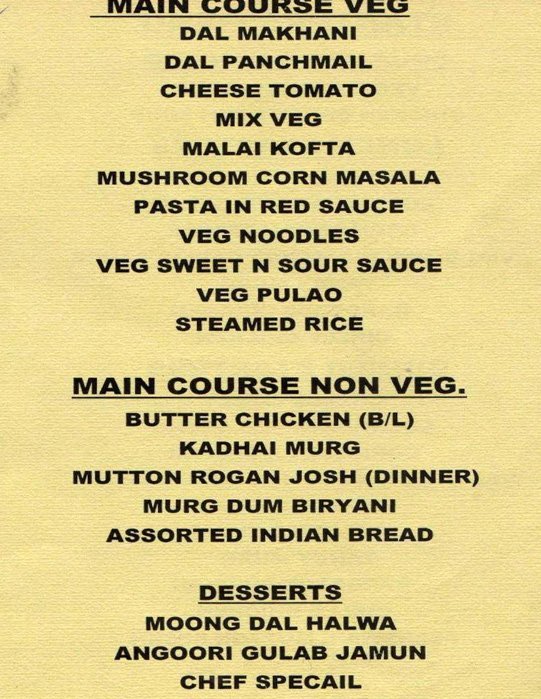 MAIN COURSE VEG
DAL MAKHANI
DAL PANCHMAIL
CHEESE TOMATO
MIX VEG
MALAI KOFTA
MUSHROOM CORN MASALA
PASTA IN RED SAUCE
VEG NOODLES
VEG SWEET N SOUR SAUCE
VEG PULAO
STEAMED RICE
MAIN COURSE NON VEG.
BUTTER CHICKEN (B/L)
KADHAI MURG
MUTTON ROGAN JOSH (DINNER)
MURG DUM BIRYANI
ASSORTED INDIAN BREAD
DESSERTS
MOONG DAL HALWA
ANGOORI GULAB JAMUN
CHEF SPECAIL